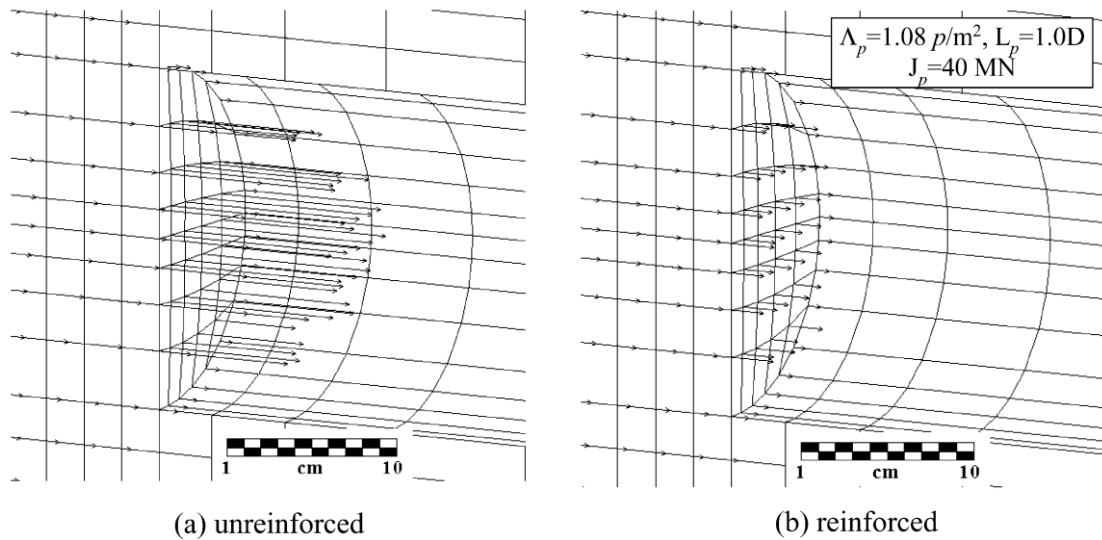 Λp=1.08 p/m², Lp=1.0D
Jp=40 MN
1 cm 10
1 cm 10
(a) unreinforced
(b) reinforced